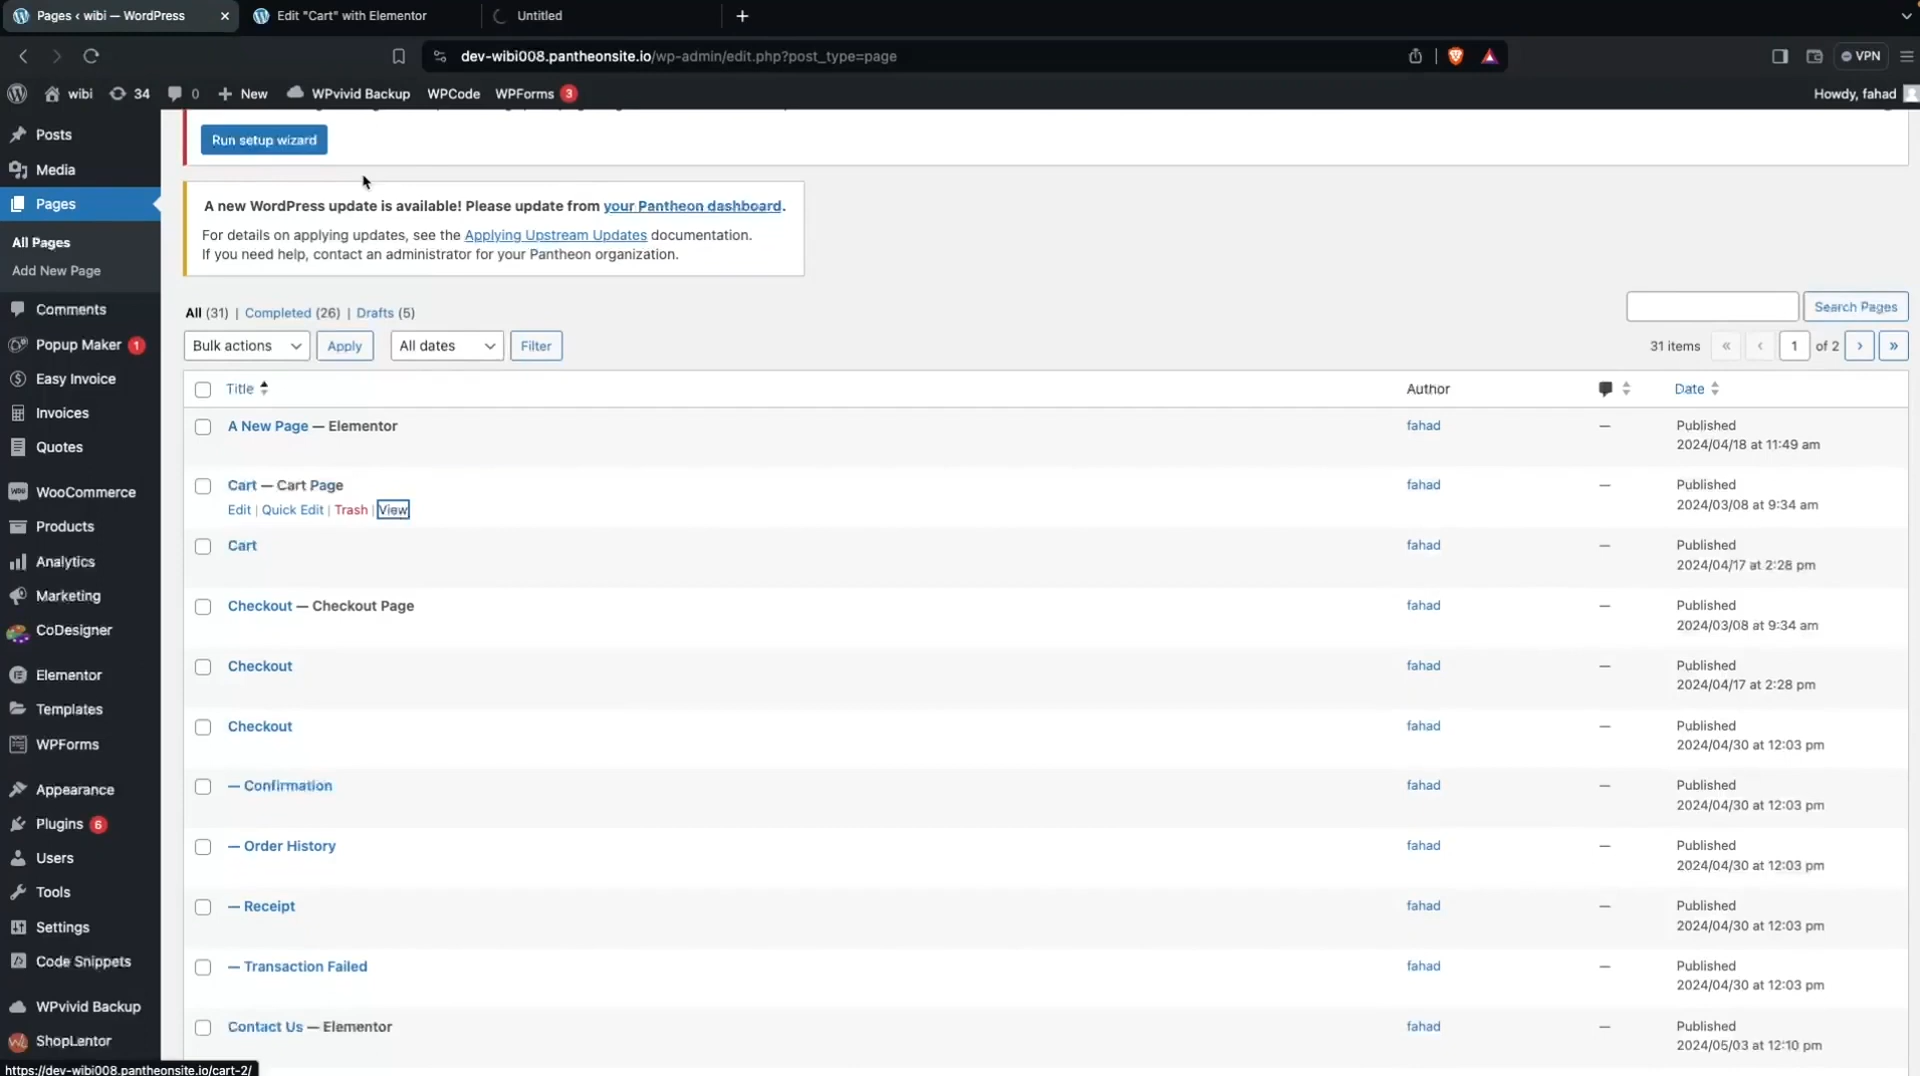 Pages ‹ wibi — WordPress
Edit "Cart" with Elementor
Untitled
dev-wibi008.pantheonsite.io/wp-admin/edit.php?post_type=page
VPN
wibi
34
0
New
WPvivid Backup
WPCode
WPForms 3
Howdy, fahad
Posts
Media
Pages
All Pages
Add New Page
Comments
Popup Maker 1
Easy Invoice
Invoices
Quotes
WooCommerce
Products
Analytics
Marketing
CoDesigner
Elementor
Templates
WPForms
Appearance
Plugins 6
Users
Tools
Settings
Code Snippets
WPvivid Backup
ShopLentor
https://dev-wibi008.pantheonsite.io/cart-2/
Run setup wizard
A new WordPress update is available! Please update from your Pantheon dashboard.
For details on applying updates, see the Applying Upstream Updates documentation.
If you need help, contact an administrator for your Pantheon organization.
All (31) | Completed (26) | Drafts (5)
Search Pages
Bulk actions
Apply
All dates
Filter
31 items « ‹ 1 of 2 › »
Title Author Date
A New Page — Elementor fahad — Published
2024/04/18 at 11:49 am
Cart — Cart Page fahad — Published
Edit | Quick Edit | Trash | View 2024/03/08 at 9:34 am
Cart fahad — Published
2024/04/17 at 2:28 pm
Checkout — Checkout Page fahad — Published
2024/03/08 at 9:34 am
Checkout fahad — Published
2024/04/17 at 2:28 pm
Checkout fahad — Published
2024/04/30 at 12:03 pm
— Confirmation fahad — Published
2024/04/30 at 12:03 pm
— Order History fahad — Published
2024/04/30 at 12:03 pm
— Receipt fahad — Published
2024/04/30 at 12:03 pm
— Transaction Failed fahad — Published
2024/04/30 at 12:03 pm
Contact Us — Elementor fahad — Published
2024/05/03 at 12:10 pm